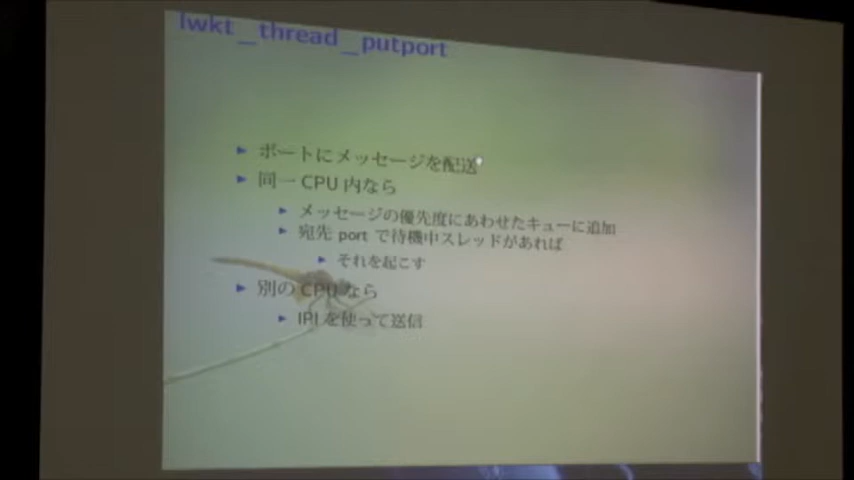 lwkt_thread_putport
ポートにメッセージを配送
同一 CPU 内なら
メッセージの優先度にあわせたキューに追加
宛先 port で待機中スレッドがあれば
それを起こす
別の CPU なら
IPI を使って送信